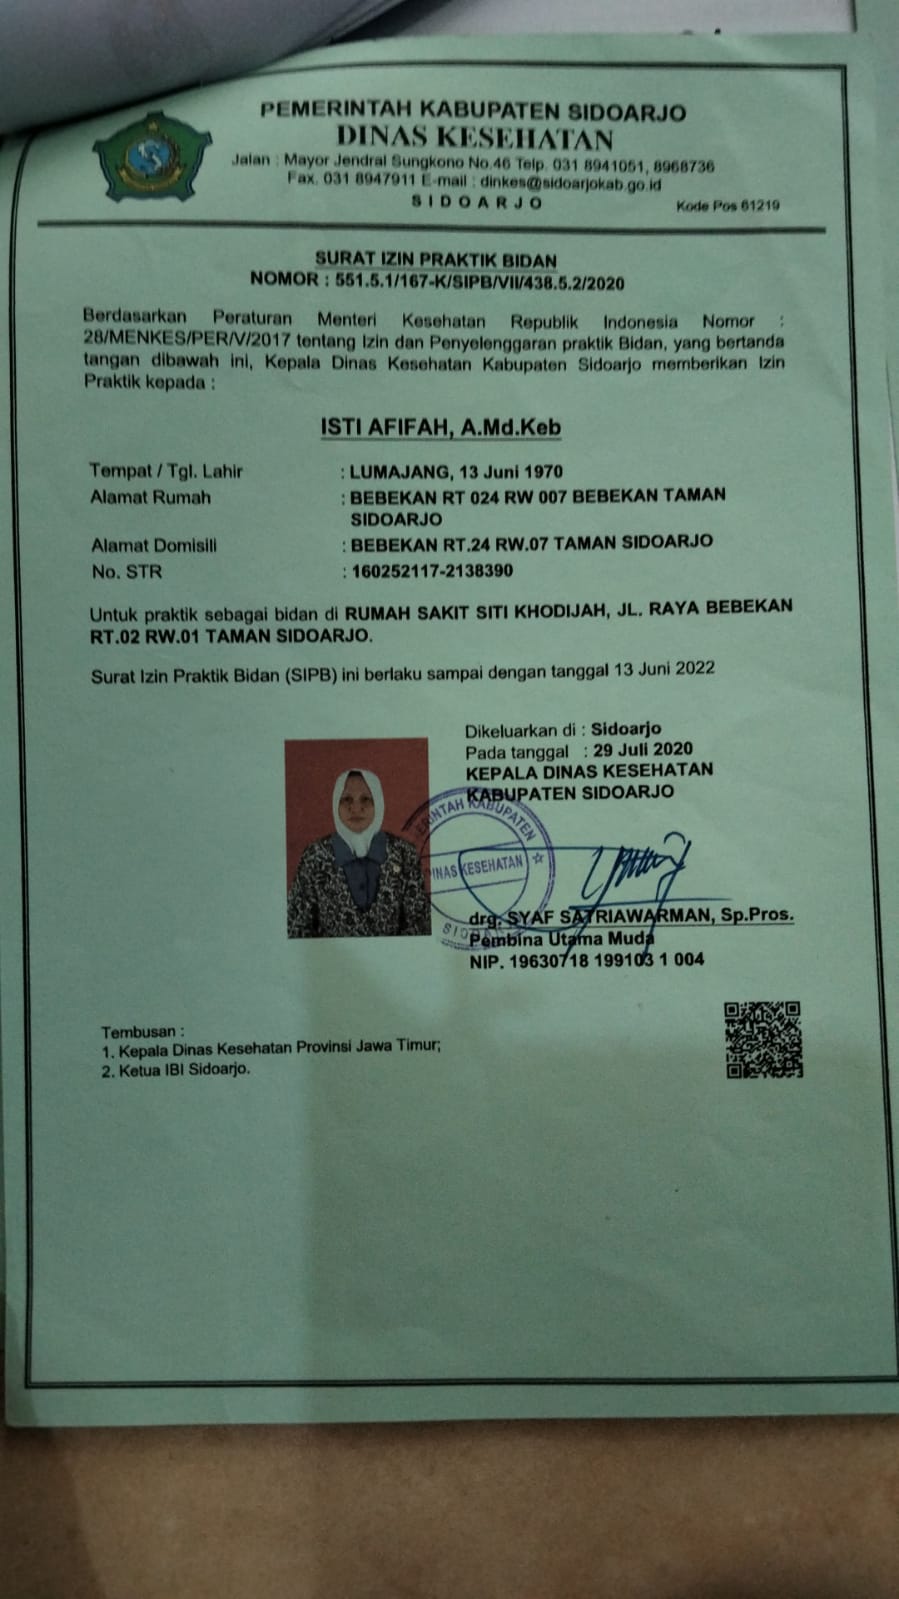 PEMERINTAH KABUPATEN SIDOARJO
DINAS KESEHATAN
Jalan : Mayor Jendral Sungkono No.46 Telp. 031 8941051, 8968736
Fax. 031 8947911 E-mail : dinkes@sidoarjokab.go.id
SIDOARJO
Kode Pos 61219
SURAT IZIN PRAKTIK BIDAN
NOMOR : 551.5.1/167-K/SIPB/VII/438.5.2/2020
Berdasarkan Peraturan Menteri Kesehatan Republik Indonesia Nomor :
28/MENKES/PER/V/2017 tentang Izin dan Penyelenggaran praktik Bidan, yang bertanda
tangan dibawah ini, Kepala Dinas Kesehatan Kabupaten Sidoarjo memberikan Izin
Praktik kepada :
ISTI AFIFAH, A.Md.Keb
Tempat / Tgl. Lahir : LUMAJANG, 13 Juni 1970
Alamat Rumah : BEBEKAN RT 024 RW 007 BEBEKAN TAMAN
SIDOARJO
Alamat Domisili : BEBEKAN RT.24 RW.07 TAMAN SIDOARJO
No. STR : 160252117-2138390
Untuk praktik sebagai bidan di RUMAH SAKIT SITI KHODIJAH, JL. RAYA BEBEKAN
RT.02 RW.01 TAMAN SIDOARJO.
Surat Izin Praktik Bidan (SIPB) ini berlaku sampai dengan tanggal 13 Juni 2022
Dikeluarkan di : Sidoarjo
Pada tanggal : 29 Juli 2020
KEPALA DINAS KESEHATAN
KABUPATEN SIDOARJO
KABUPATEN
DINAS KESEHATAN
drg. SYAF SATRIAWARMAN, Sp.Pros.
Pembina Utama Muda
NIP. 19630718 199103 1 004
Tembusan :
1. Kepala Dinas Kesehatan Provinsi Jawa Timur;
2. Ketua IBI Sidoarjo.